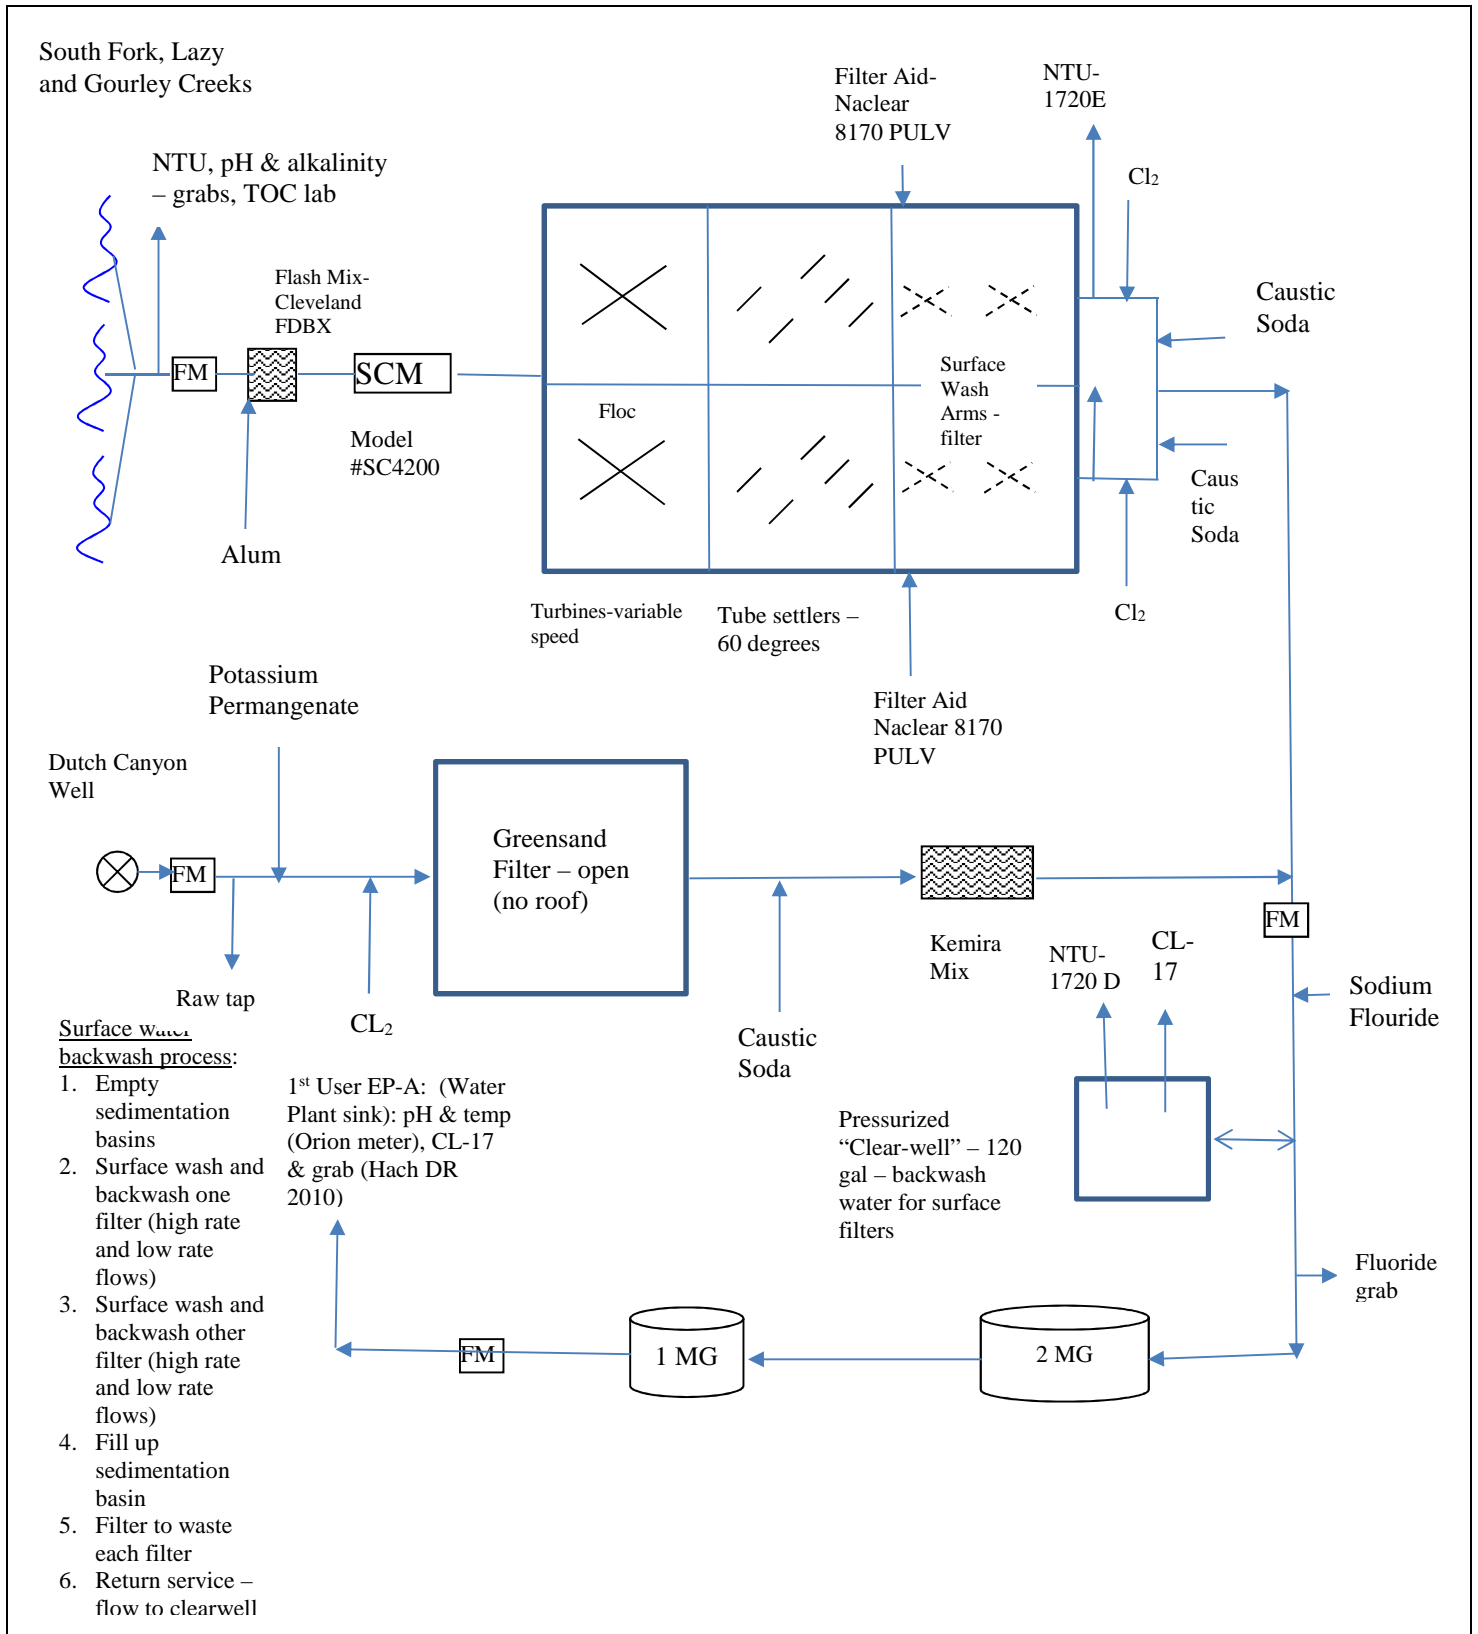 South Fork, Lazy
and Gourley Creeks
NTU, pH & alkalinity
– grabs, TOC lab
Filter Aid-
Naclear
8170 PULV
NTU-
1720E
Cl2
Flash Mix-
Cleveland
FDBX
Caustic
Soda
FM
SCM
Model
#SC4200
Alum
Floc
Surface
Wash
Arms -
filter
Caus
tic
Soda
Cl2
Turbines-variable
speed
Tube settlers –
60 degrees
Filter Aid
Naclear 8170
PULV
Potassium
Permangenate
Dutch Canyon
Well
FM
Raw tap
CL2
Greensand
Filter – open
(no roof)
Caustic
Soda
Kemira
Mix
FM
NTU-
1720 D
CL-
17
Sodium
Flouride
Pressurized
“Clear-well” – 120
gal – backwash
water for surface
filters
Fluoride
grab
2 MG
1 MG
FM
1st User EP-A: (Water
Plant sink): pH & temp
(Orion meter), CL-17
& grab (Hach DR
2010)
Surface water
backwash process:
1. Empty
sedimentation
basins
2. Surface wash and
backwash one
filter (high rate
and low rate
flows)
3. Surface wash and
backwash other
filter (high rate
and low rate
flows)
4. Fill up
sedimentation
basin
5. Filter to waste
each filter
6. Return service –
flow to clearwell